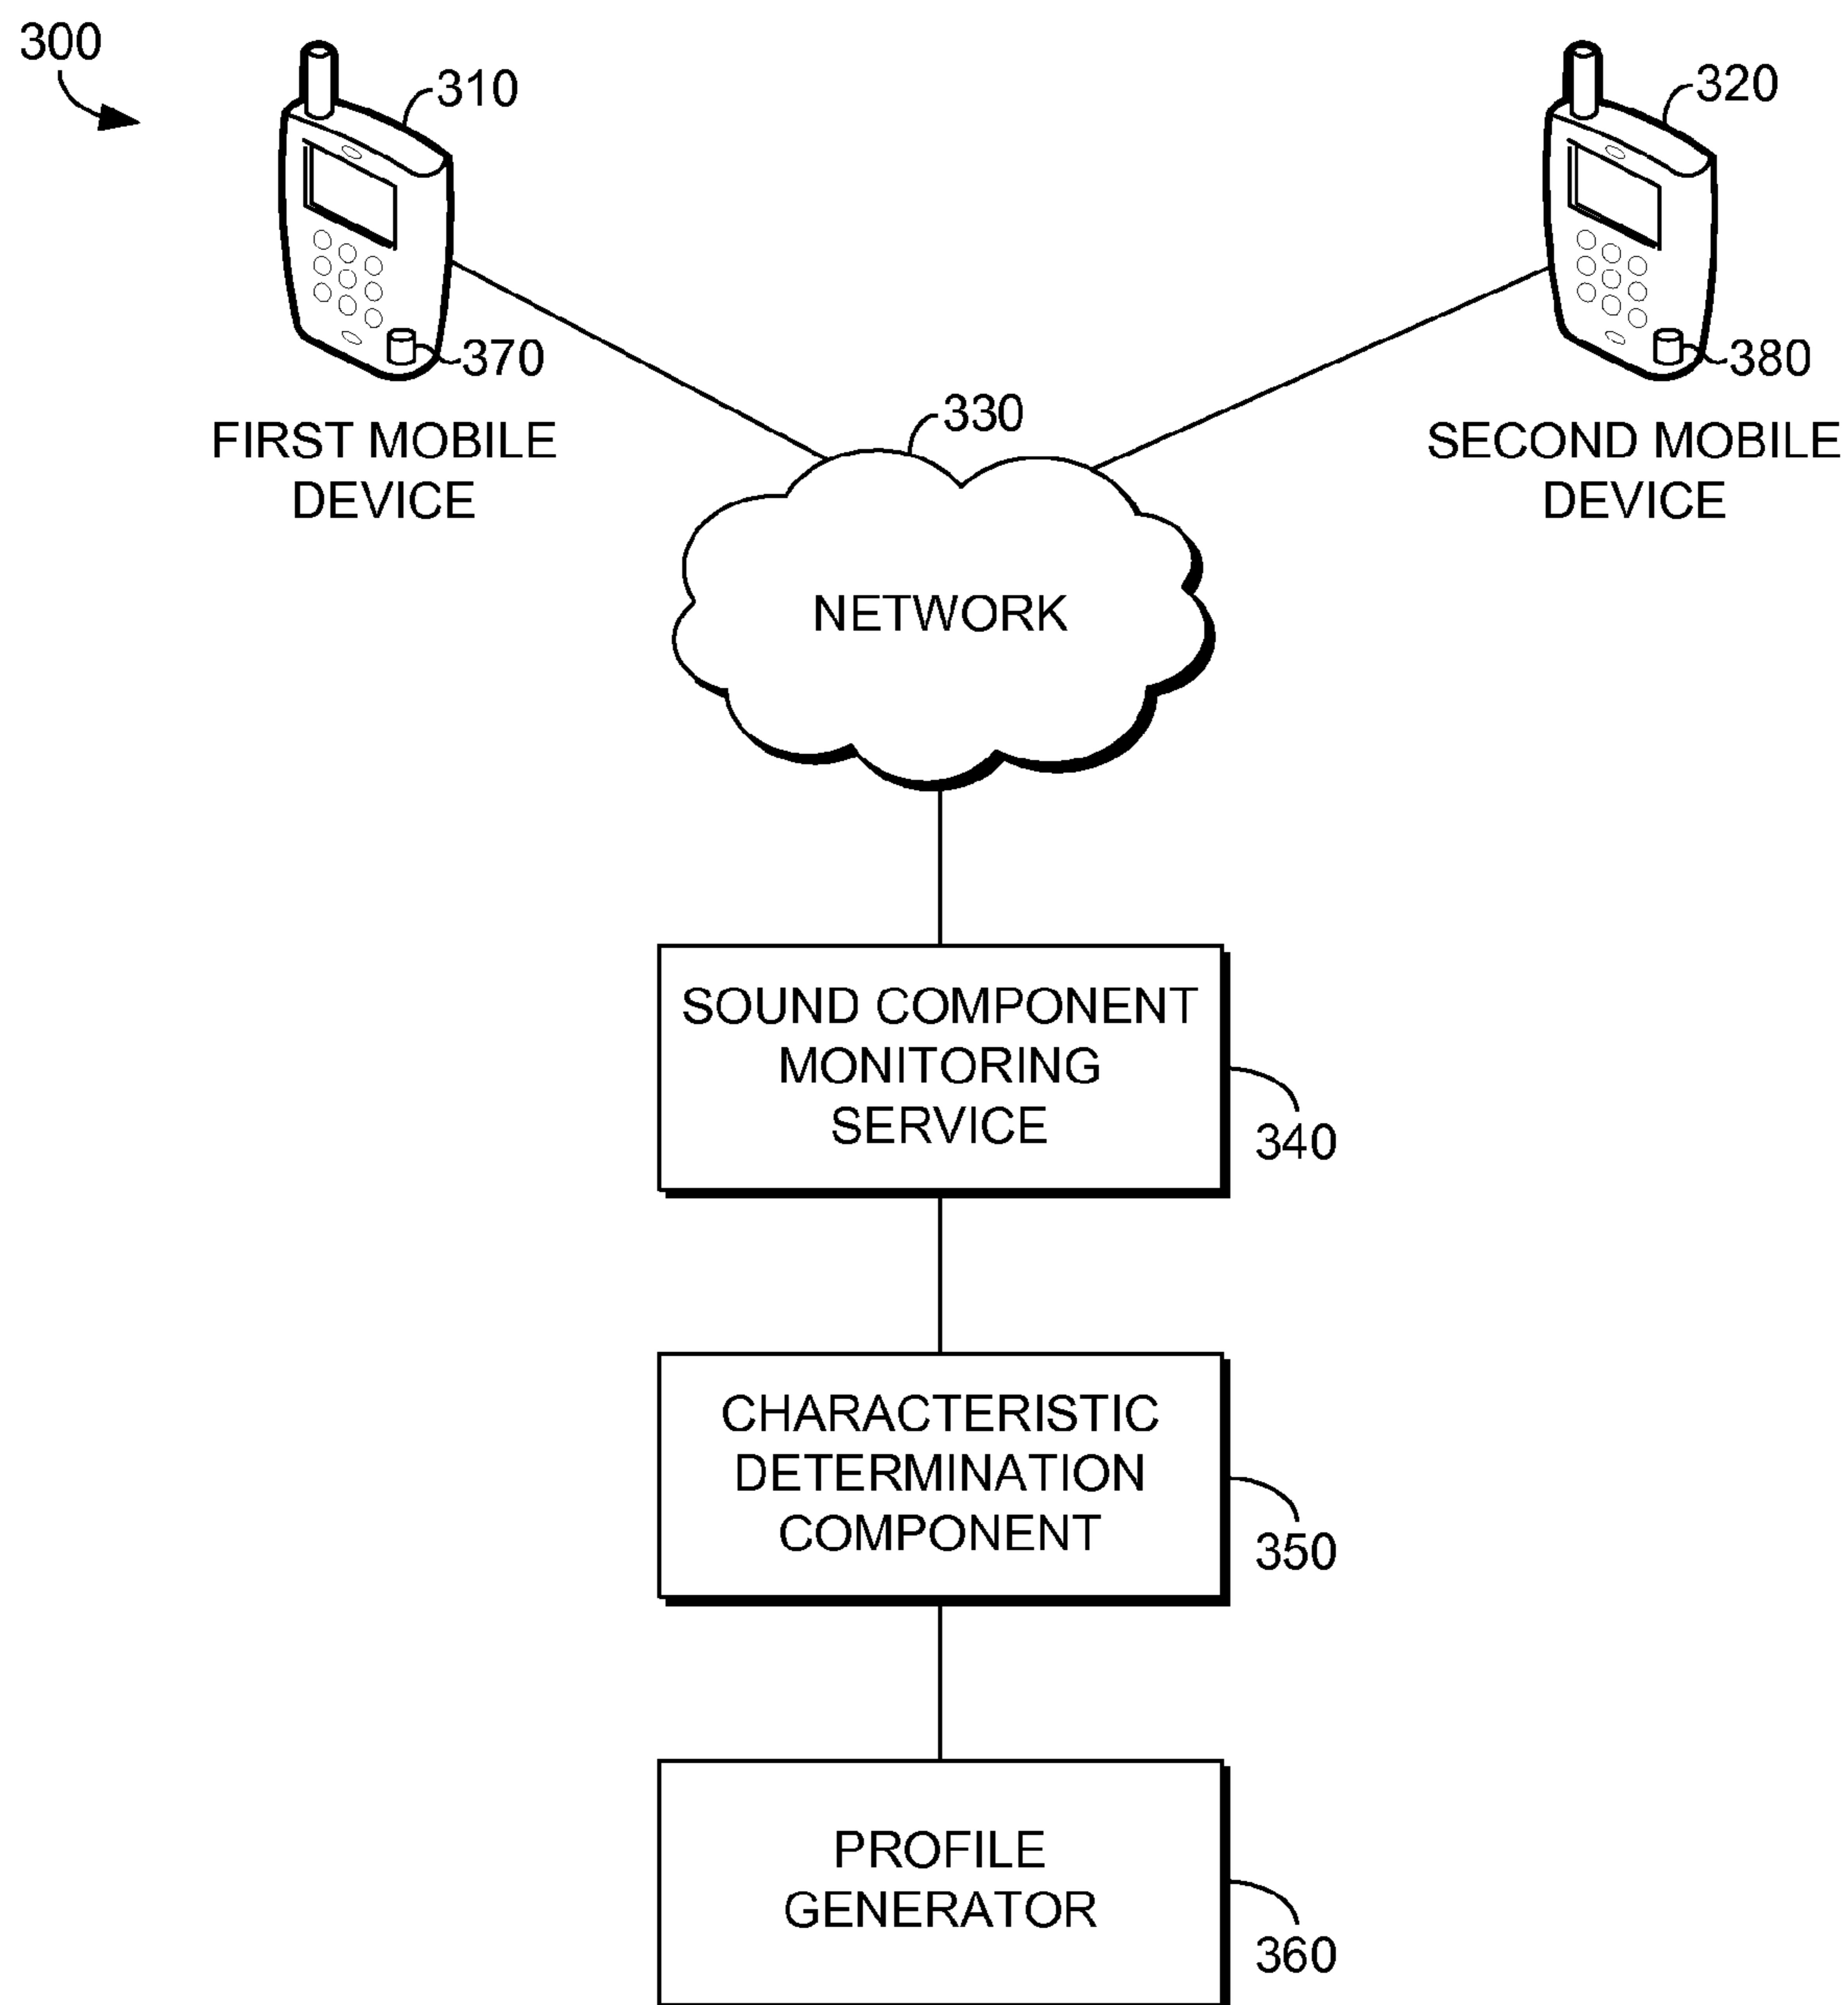 300
310
320
370
380
FIRST MOBILE
DEVICE
SECOND MOBILE
DEVICE
330
NETWORK
SOUND COMPONENT
MONITORING
SERVICE
340
CHARACTERISTIC
DETERMINATION
COMPONENT
350
PROFILE
GENERATOR
360